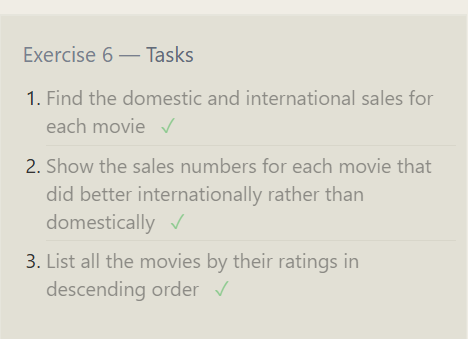 Exercise 6 — Tasks
1. Find the domestic and international sales for
each movie ✓
2. Show the sales numbers for each movie that
did better internationally rather than
domestically ✓
3. List all the movies by their ratings in
descending order ✓